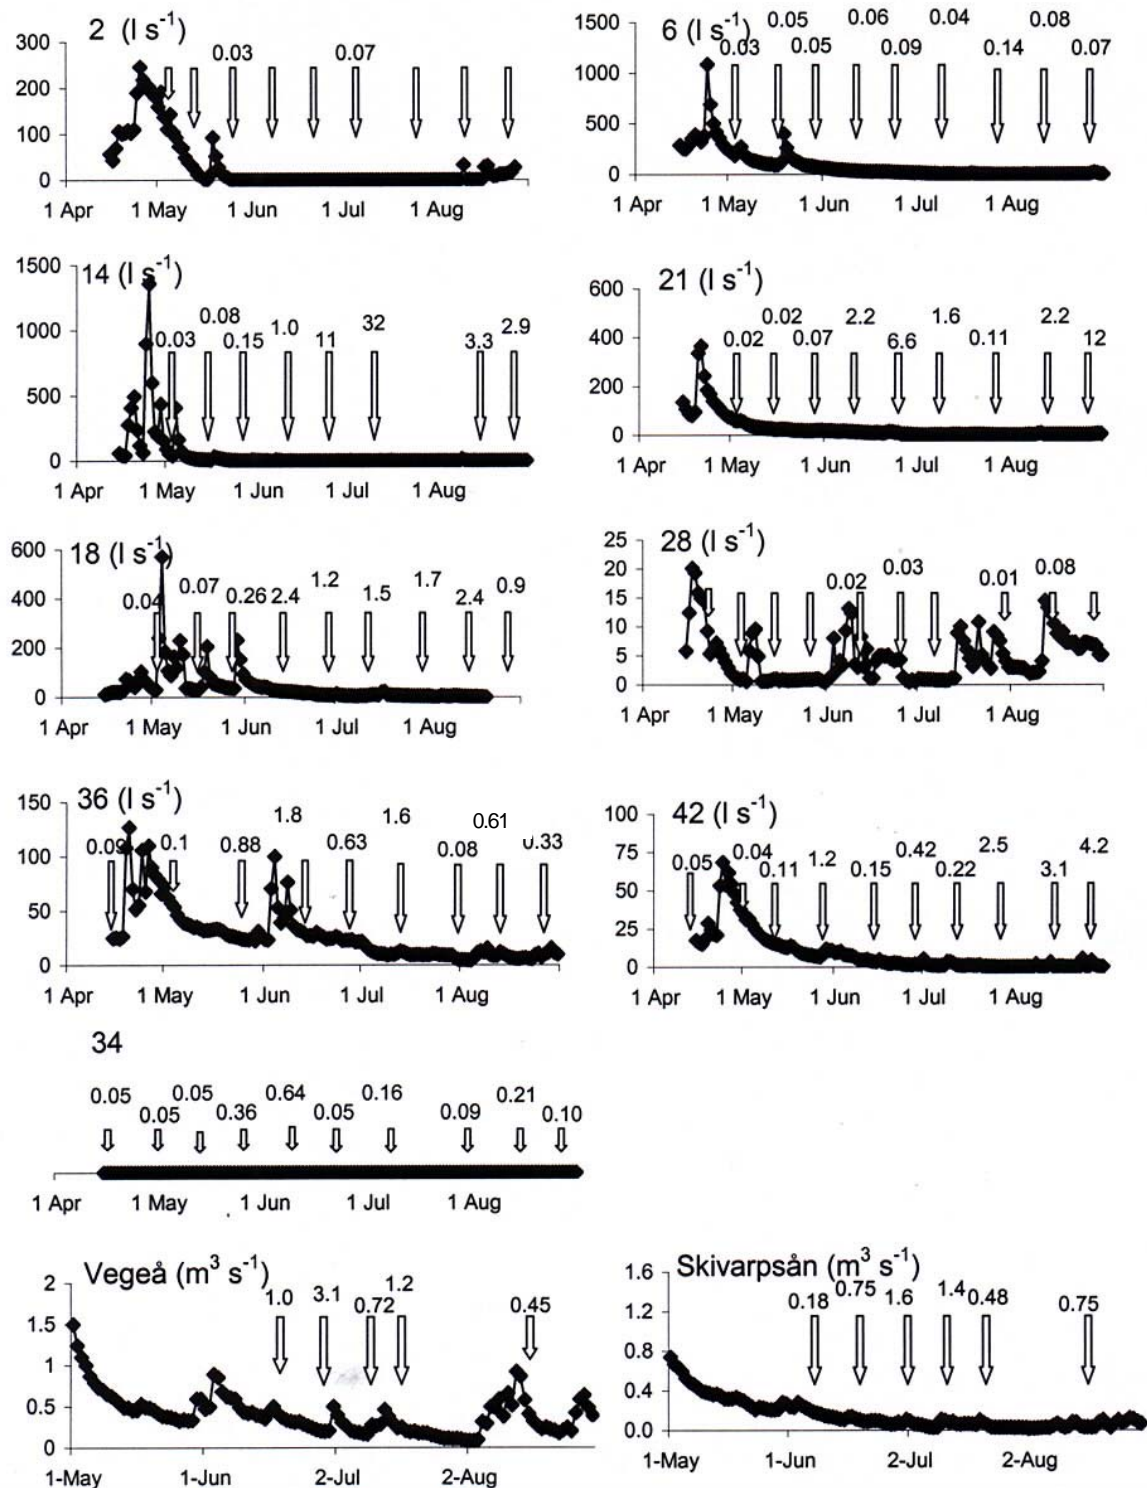 2 (l s⁻¹)
0.03 0.07
300
200
100
0
1 Apr 1 May 1 Jun 1 Jul 1 Aug
6 (l s⁻¹)
0.05 0.06 0.04 0.08
0.03 0.05 0.09 0.14 0.07
1500
1000
500
0
1 Apr 1 May 1 Jun 1 Jul 1 Aug
14 (l s⁻¹)
0.08 1.0 32 2.9
0.03 0.15 11 3.3
1500
1000
500
0
1 Apr 1 May 1 Jun 1 Jul 1 Aug
21 (l s⁻¹)
0.02 2.2 1.6 2.2
0.02 0.07 6.6 0.11 12
600
400
200
0
1 Apr 1 May 1 Jun 1 Jul 1 Aug
18 (l s⁻¹)
0.07 1.2 1.7 0.9
0.04 0.26 2.4 1.5 2.4
600
400
200
0
1 Apr 1 May 1 Jun 1 Jul 1 Aug
28 (l s⁻¹)
0.02 0.03 0.01 0.08
25
20
15
10
5
0
1 Apr 1 May 1 Jun 1 Jul 1 Aug
36 (l s⁻¹)
1.8 1.6 0.61
0.09 0.1 0.88 0.63 0.08 0.33
150
100
50
0
1 Apr 1 May 1 Jun 1 Jul 1 Aug
42 (l s⁻¹)
0.04 1.2 0.42 2.5 4.2
0.05 0.11 0.15 0.22 3.1
100
75
50
25
0
1 Apr 1 May 1 Jun 1 Jul 1 Aug
34
0.05 0.05 0.64 0.16 0.21
0.05 0.36 0.05 0.09 0.10
1 Apr 1 May 1 Jun 1 Jul 1 Aug
Vegeå (m³ s⁻¹)
1.0 3.1 1.2 0.45
0.72
2
1.5
1
0.5
0
1-May 1-Jun 2-Jul 2-Aug
Skivarpsån (m³ s⁻¹)
0.75 1.4
0.18 1.6 0.48 0.75
1.6
1.2
0.8
0.4
0.0
1-May 1-Jun 2-Jul 2-Aug